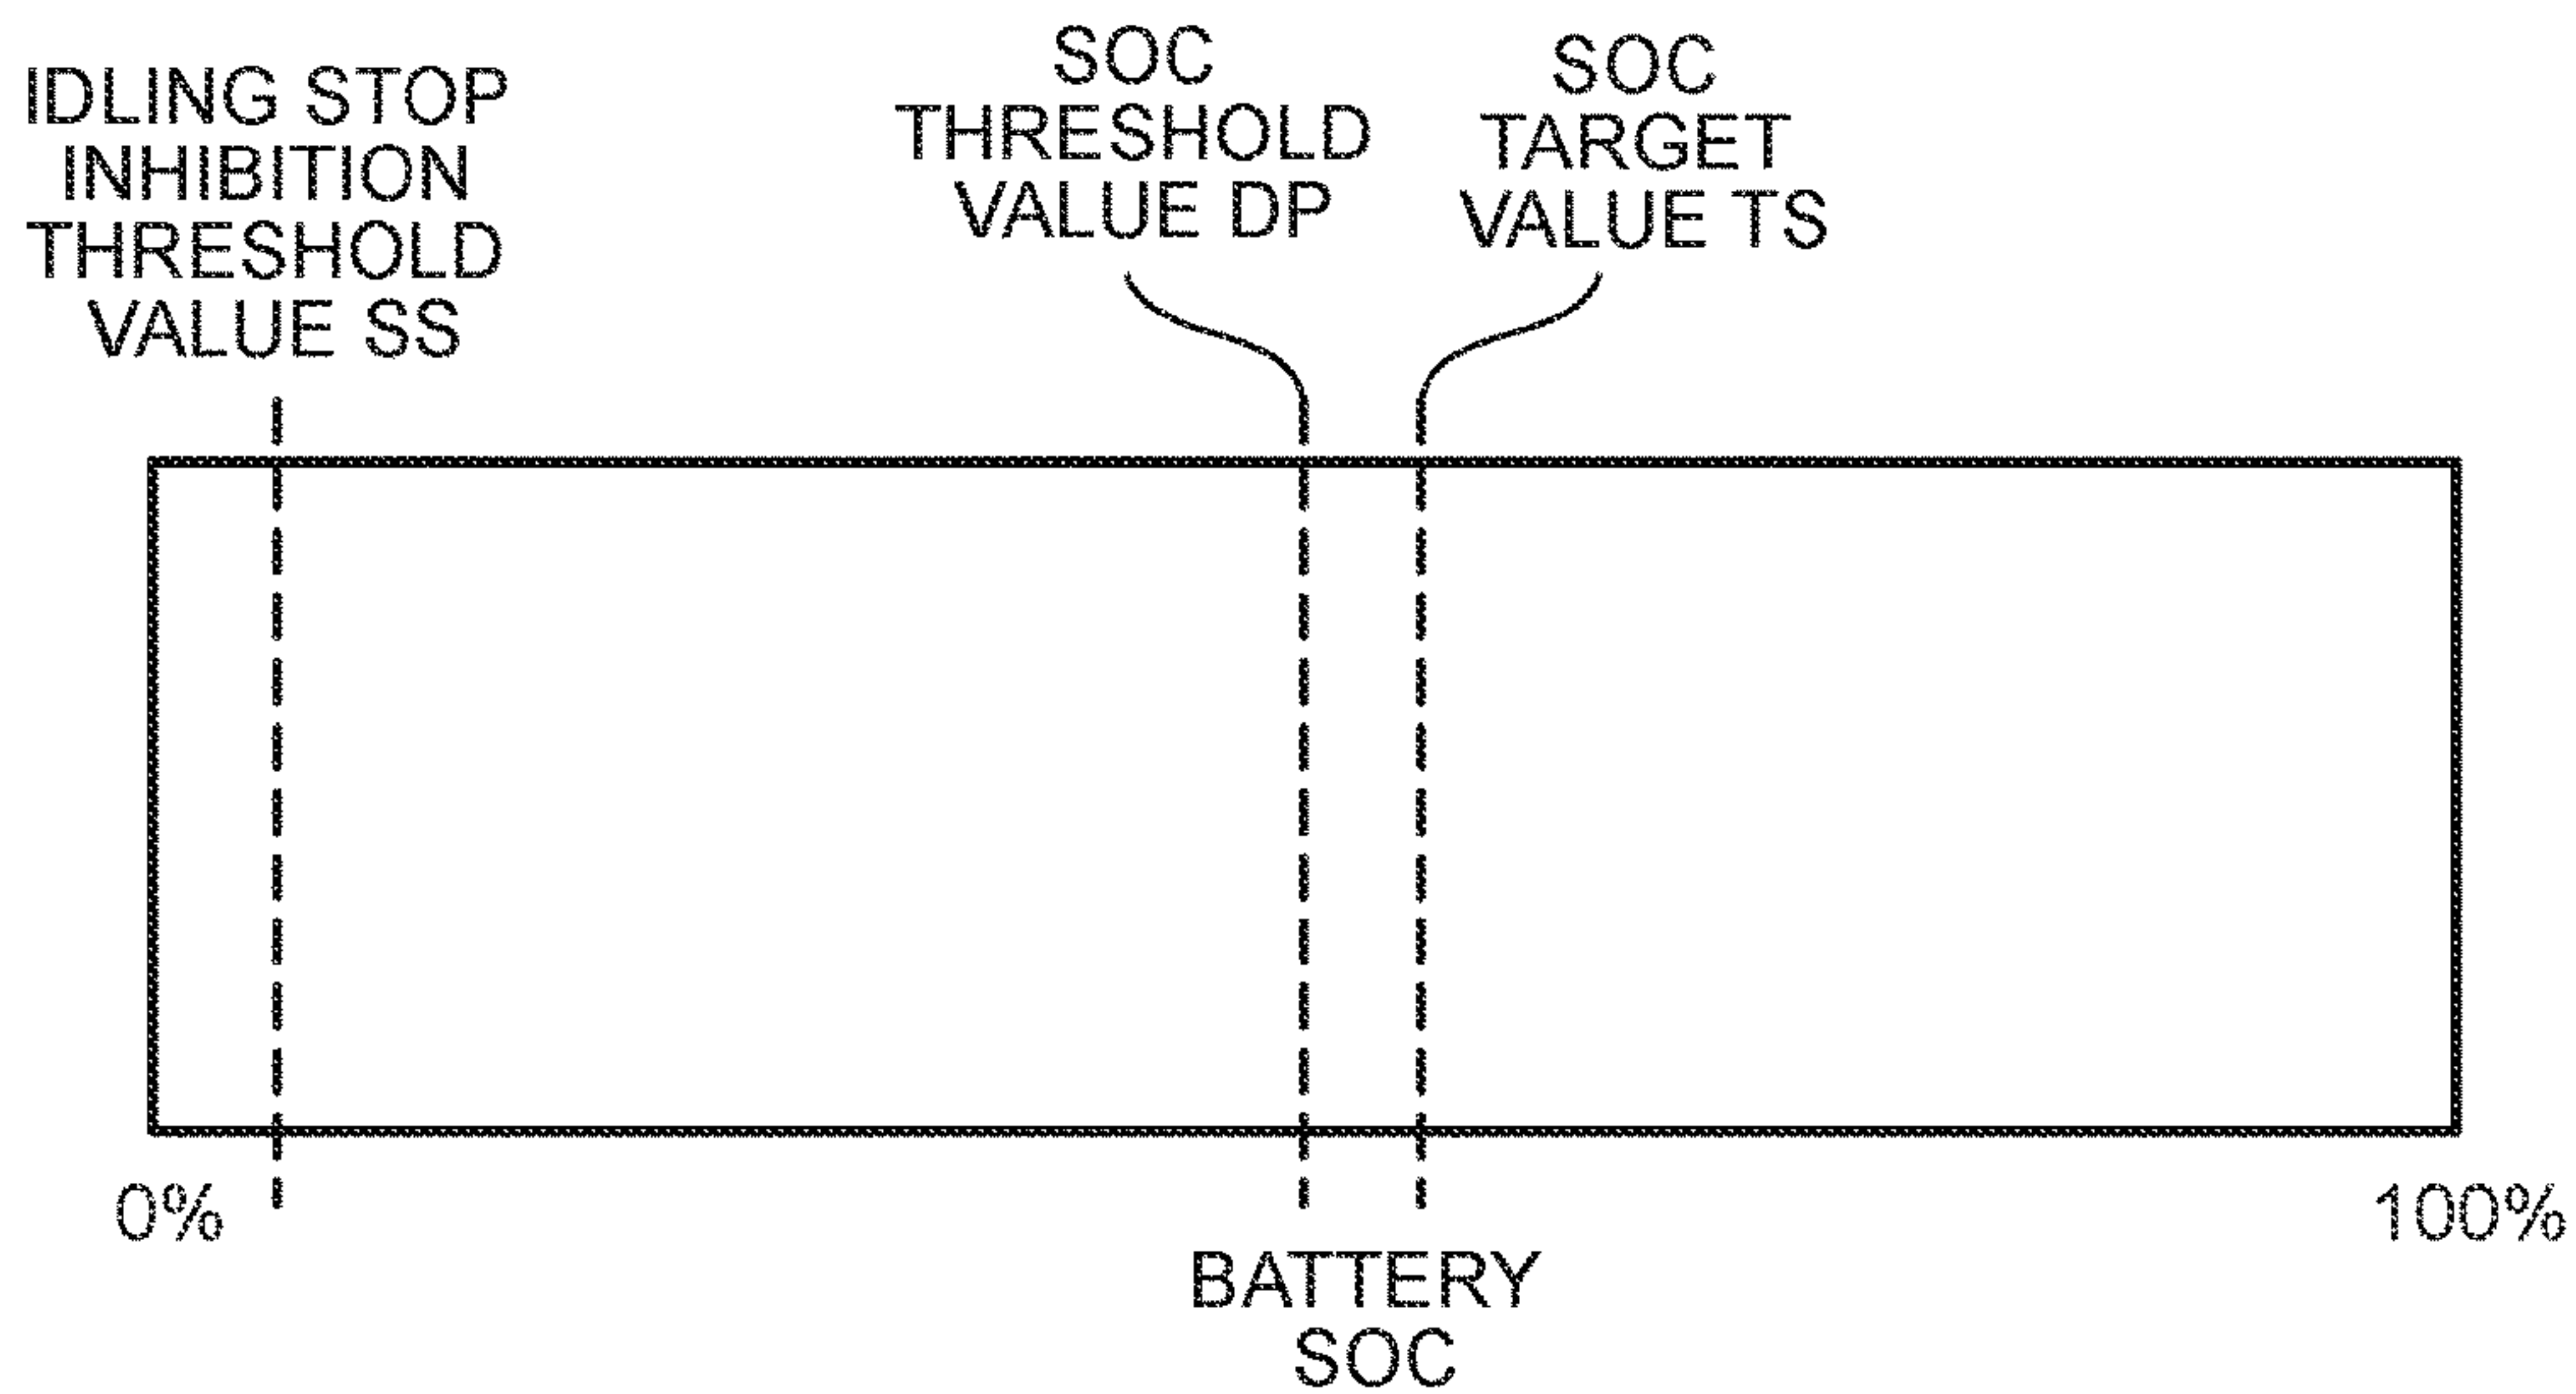 IDLING STOP
INHIBITION
THRESHOLD
VALUE SS
SOC
THRESHOLD
VALUE DP
SOC
TARGET
VALUE TS
0%
100%
BATTERY
SOC